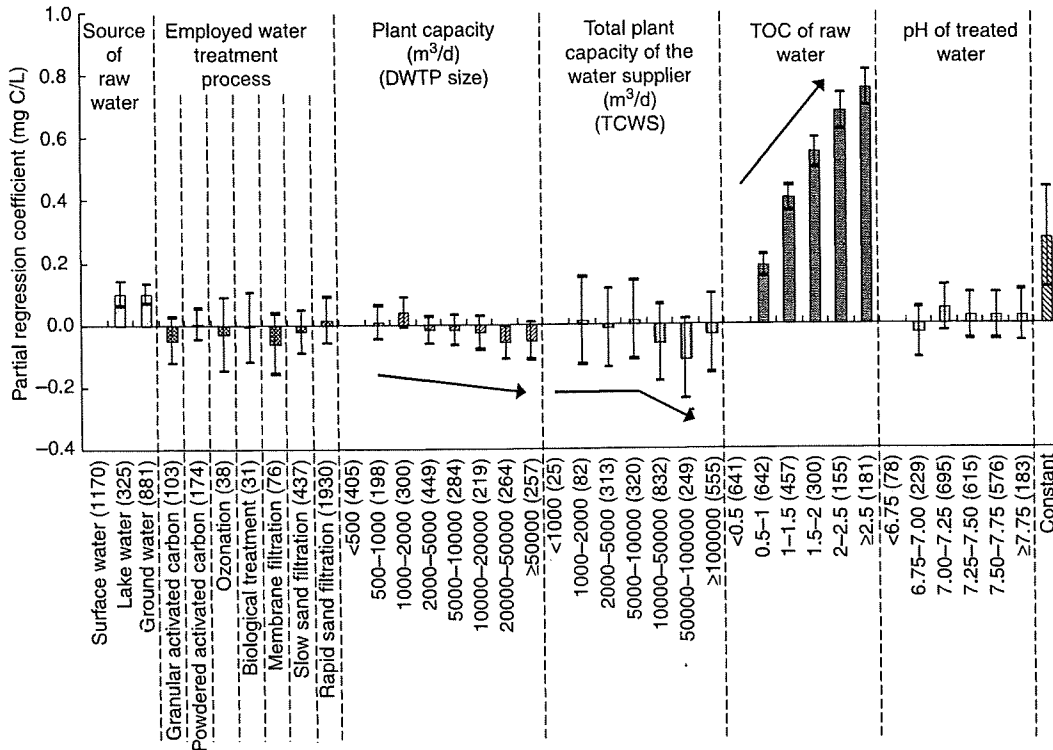 Source
of raw
water
Employed water
treatment
process
Plant capacity
(m³/d)
(DWTP size)
Total plant
capacity of the
water supplier
(m³/d)
(TCWS)
TOC of raw
water
pH of treated
water
Partial regression coefficient (mg C/L)
1.0
0.8
0.6
0.4
0.2
0.0
−0.2
−0.4
Surface water (1170)
Lake water (325)
Ground water (881)
Granular activated carbon (103)
Powdered activated carbon (174)
Ozonation (38)
Biological treatment (31)
Membrane filtration (76)
Slow sand filtration (437)
Rapid sand filtration (1930)
<500 (405)
500–1000 (198)
1000–20000 (300)
2000–5000 (449)
5000–10000 (284)
10000–20000 (219)
20000–50000 (264)
≥50000 (257)
<1000 (25)
1000–2000 (82)
2000–5000 (313)
5000–10000 (320)
10000–50000 (832)
50000–100000 (249)
≥100000 (555)
<0.5 (641)
0.5–1 (642)
1–1.5 (457)
1.5–2 (300)
2–2.5 (155)
≥2.5 (181)
<6.75 (78)
6.75–7.00 (229)
7.00–7.25 (695)
7.25–7.50 (615)
7.50–7.75 (576)
≥7.75 (183)
Constant